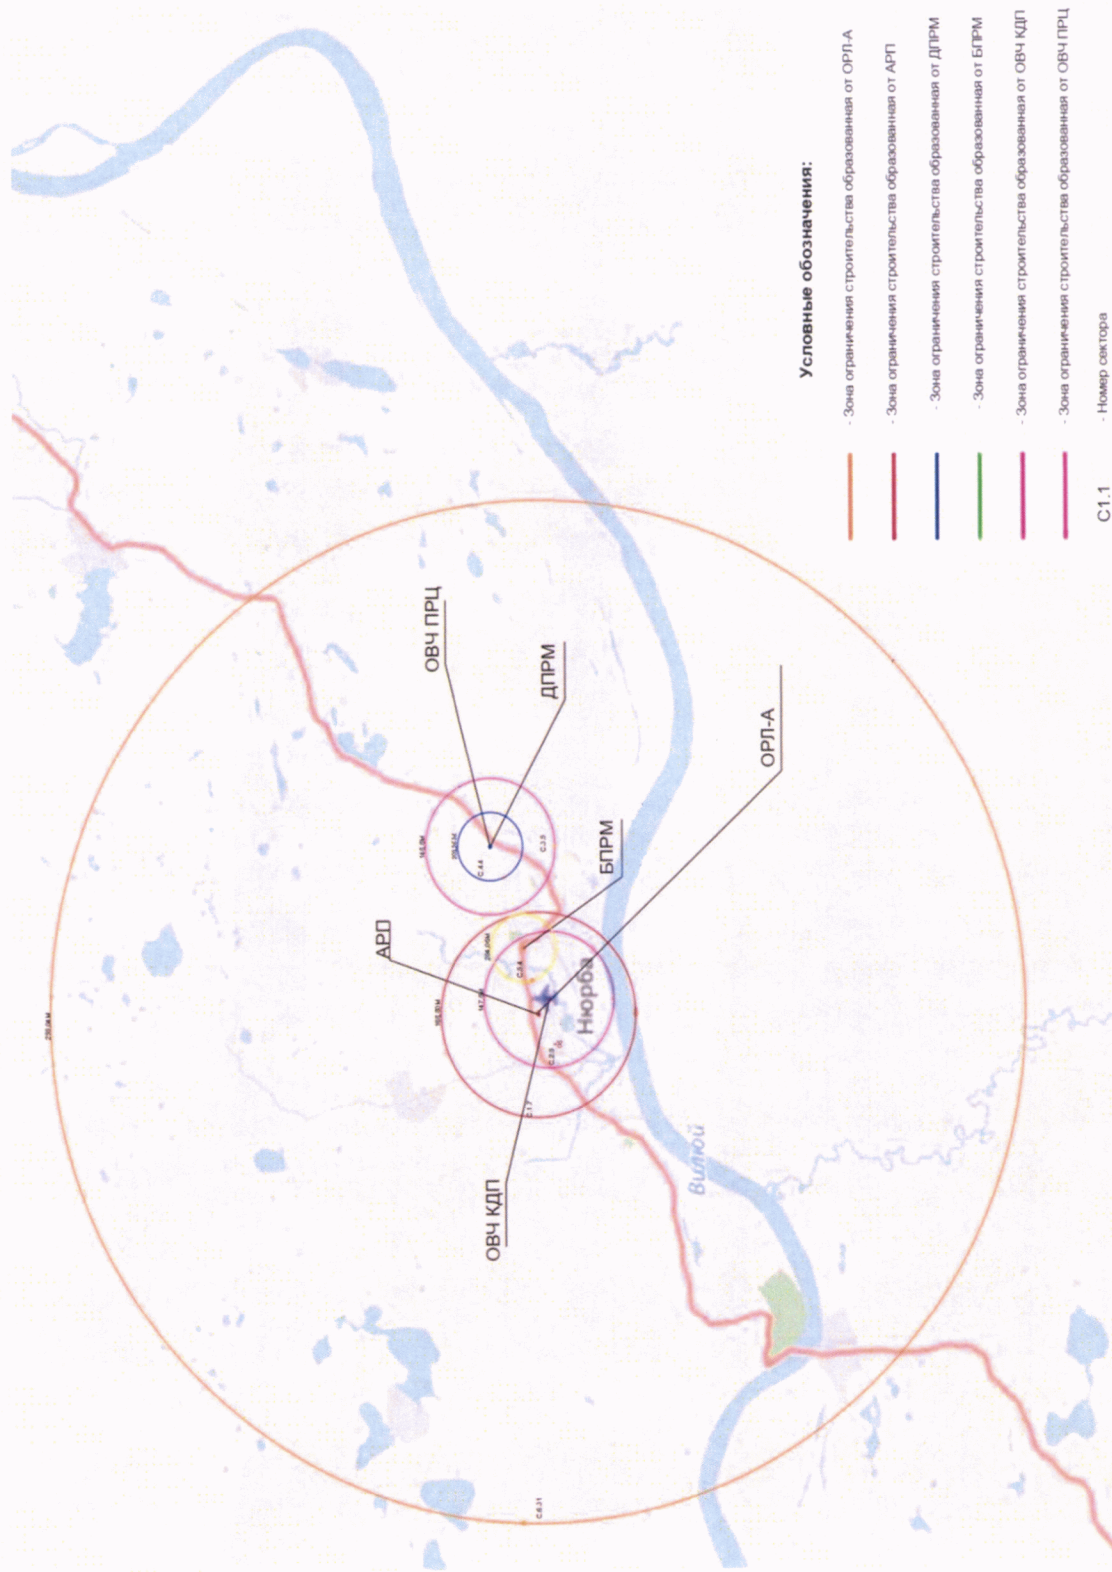 Условные обозначения:
- Зона ограничения строительства образованная от ОРЛ-А
- Зона ограничения строительства образованная от АРП
- Зона ограничения строительства образованная от ДПРМ
- Зона ограничения строительства образованная от БПРМ
- Зона ограничения строительства образованная от ОВЧ КДП
- Зона ограничения строительства образованная от ОВЧ ПРЦ
С1.1 - Номер сектора
ОВЧ ПРЦ
ДПРМ
ОРЛ-А
БПРМ
АРП
ОВЧ КДП
Нюрба
Вилюй